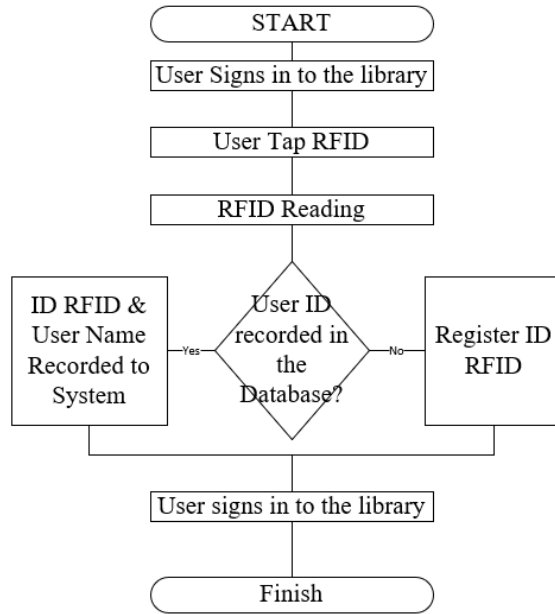 START
User Signs in to the library
User Tap RFID
RFID Reading
ID RFID &
User Name
Recorded to
System
Yes
User ID
recorded in
the
Database?
No
Register ID
RFID
User signs in to the library
Finish